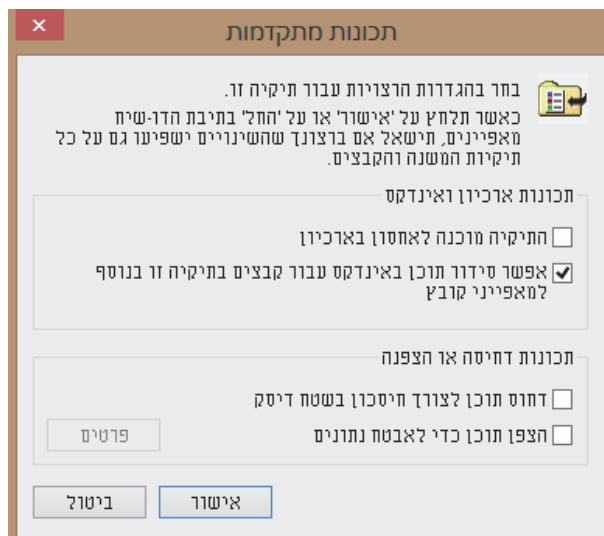 תכונות מתקדמות
בחר בהגדרות הרצויות עבור תיקיה זו.
כאשר תלחץ על 'אישור' או על 'החל' בתיבת הדו-שיח
מאפיינים, תישאל אם ברצונך שהשינויים ישפיעו גם על כל
תיקיות המשנה והקבצים.
תכונות ארכיון ואינדקס
התיקיה מוכנה לאחסון בארכיון
אפשר סידור תוכן באינדקס עבור קבצים בתיקיה זו בנוסף
למאפייני קובץ
תכונות דחיסה או הצפנה
דחוס תוכן לצורך חיסכון בשטח דיסק
הצפן תוכן כדי לאבטח נתונים
פרטים
אישור
ביטול